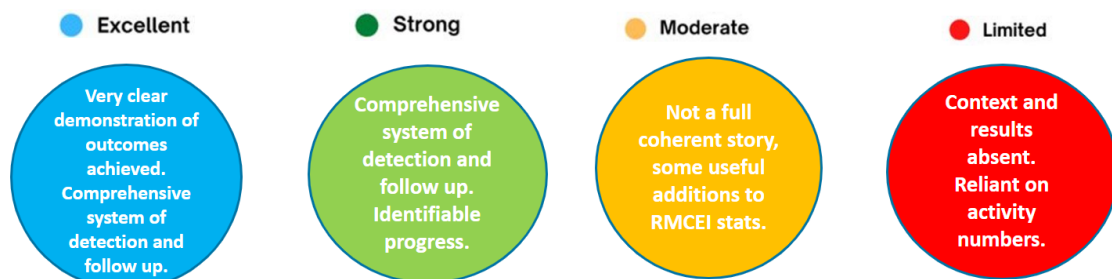 Excellent
Very clear
demonstration of
outcomes
achieved.
Comprehensive
system of
detection and
follow up.
Strong
Comprehensive
system of
detection and
follow up.
Identifiable
progress.
Moderate
Not a full
coherent story,
some useful
additions to
RMCEI stats.
Limited
Context and
results
absent.
Reliant on
activity
numbers.